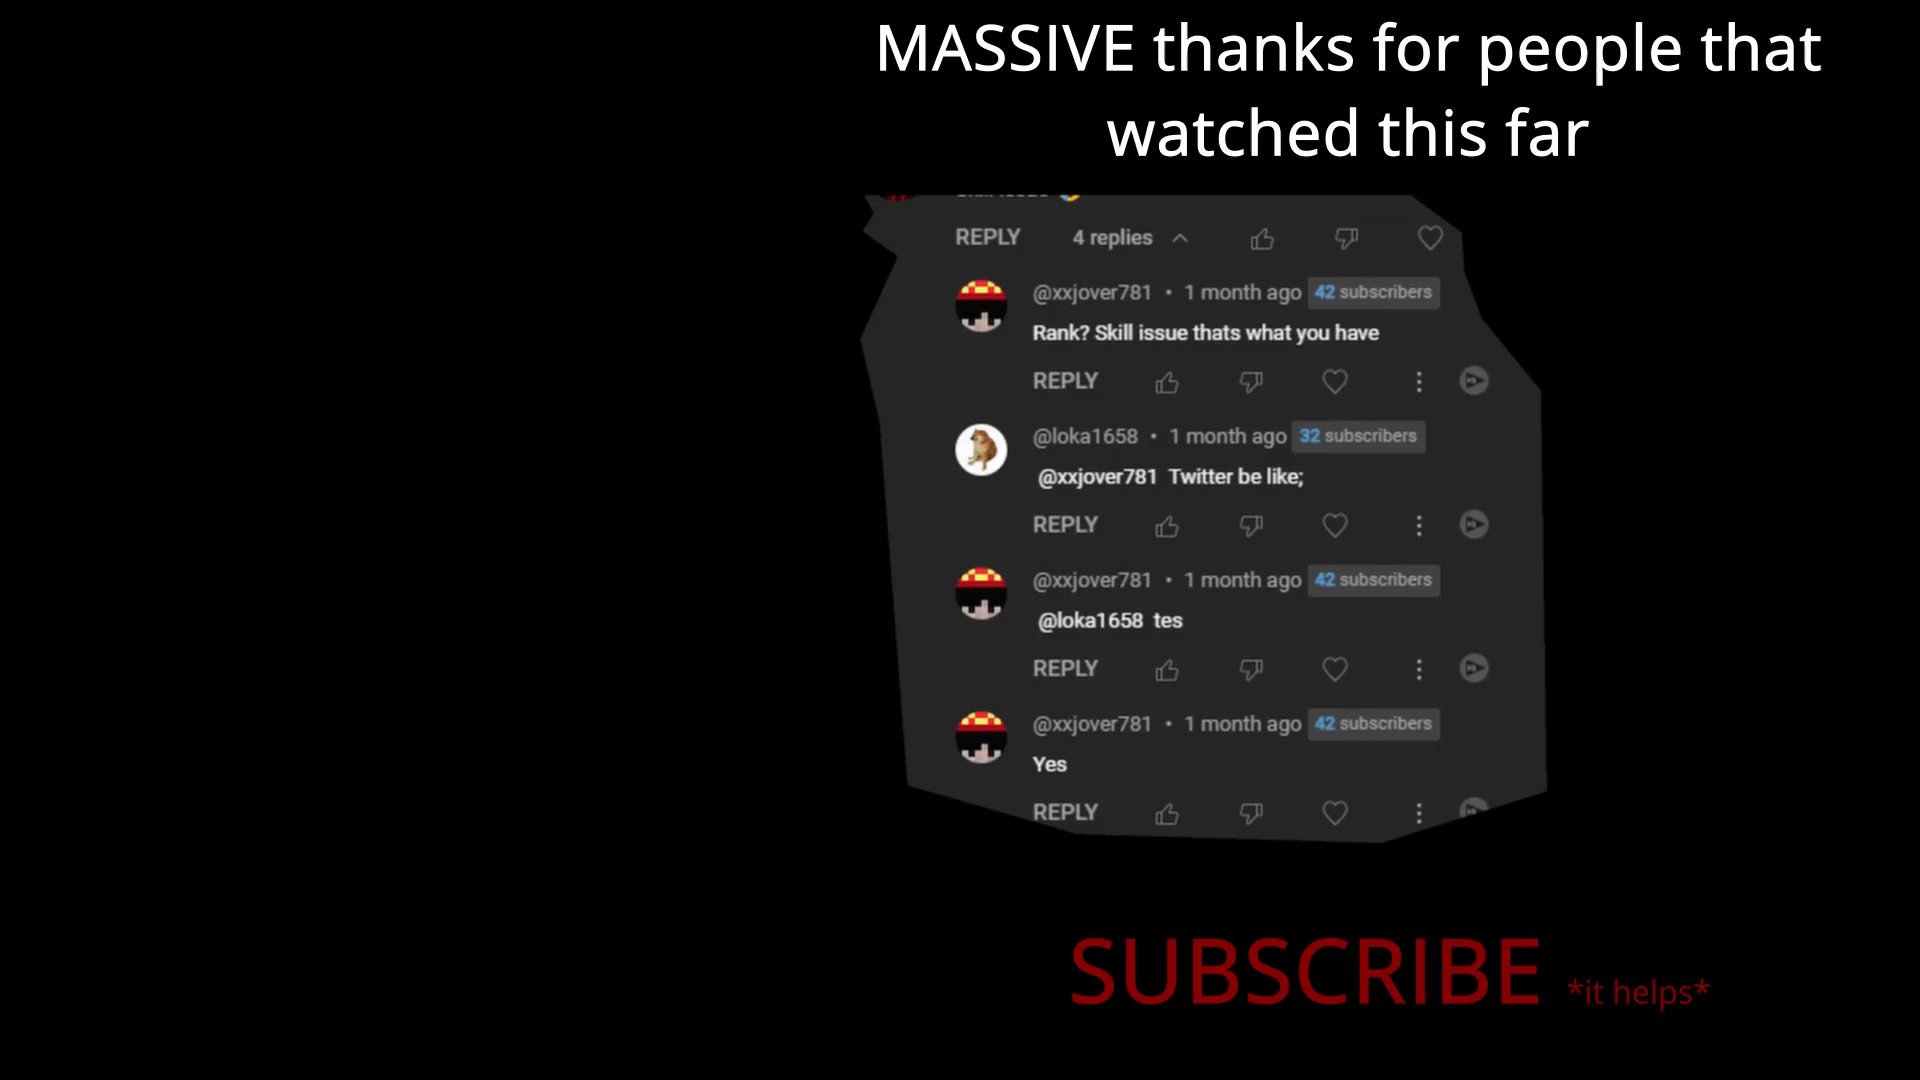 MASSIVE thanks for people that
watched this far
REPLY 4 replies
@xxjover781 • 1 month ago 42 subscribers
Rank? Skill issue thats what you have
REPLY
@loka1658 • 1 month ago 32 subscribers
@xxjover781 Twitter be like;
REPLY
@xxjover781 • 1 month ago 42 subscribers
@loka1658 tes
REPLY
@xxjover781 • 1 month ago 42 subscribers
Yes
REPLY
SUBSCRIBE *it helps*